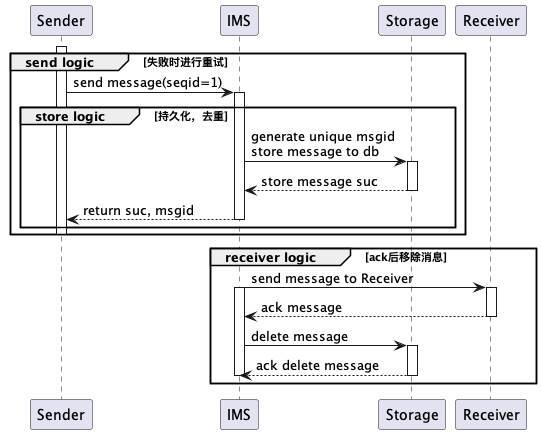 Sender IMS Storage Receiver
send logic [失败时进行重试]
send message(seqid=1)
store logic [持久化，去重]
generate unique msgid
store message to db
store message suc
return suc, msgid
receiver logic [ack后移除消息]
send message to Receiver
ack message
delete message
ack delete message
Sender IMS Storage Receiver